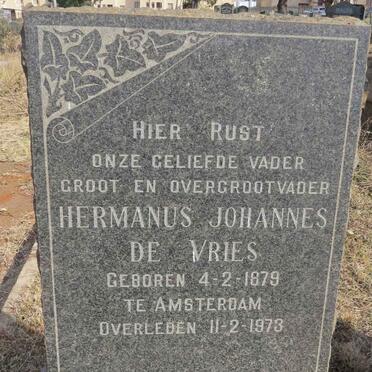 HIER RUST
ONZE GELIEFDE VADER
GROOT EN OVERGROOTVADER
HERMANUS JOHANNES
DE VRIES
GEBOREN 4-2-1879
TE AMSTERDAM
OVERLEDEN 11-2-1973